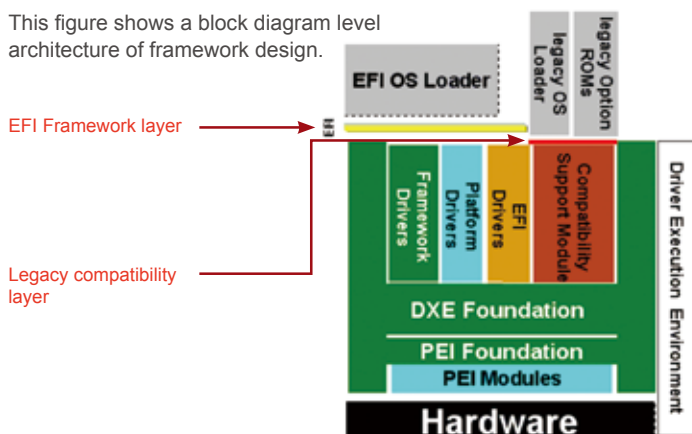 This figure shows a block diagram level
architecture of framework design.
EFI OS Loader
legacy OS
Loader
legacy Option
ROMs
EFI Framework layer
EFI
Framework
Drivers
Platform
Drivers
EFI
Drivers
Compatibility
Support Module
Driver Execution Environment
Legacy compatibility
layer
DXE Foundation
PEI Foundation
PEI Modules
Hardware